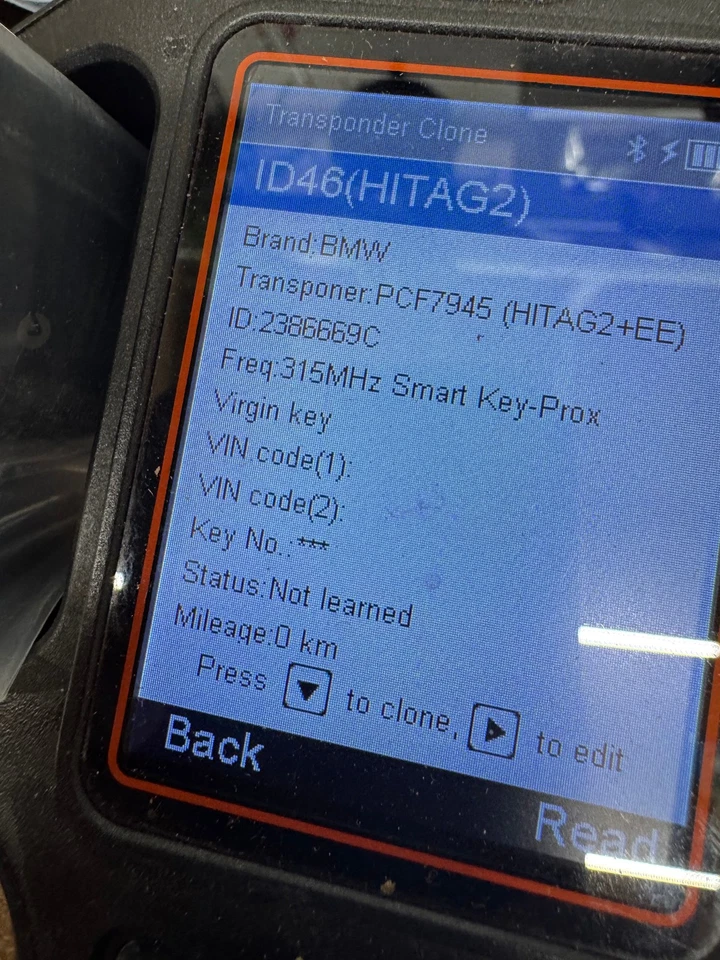 Transponder Clone
ID46(HITAG2)
Brand:BMW
Transponer:PCF7945 (HITAG2+EE)
ID:2386669C
Freq:315MHz Smart Key-Prox
Virgin key
VIN code(1):
VIN code(2):
Key No.:***
Status:Not learned
Mileage:0 km
Press ▼ to clone, ▶ to edit
Back
Read